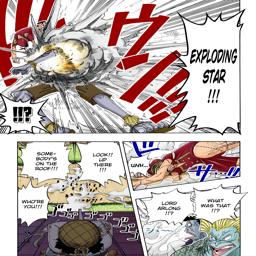 EXPLODING
STAR
!!!
!!?
LOOK!!
UP
THERE
!!!
SOME-
BODY'S
ON THE
ROOF!!!
WHO'RE
YOU!!!
UNH...
WHAT
WAS THAT
!!?
LORD
ARLONG
!!?